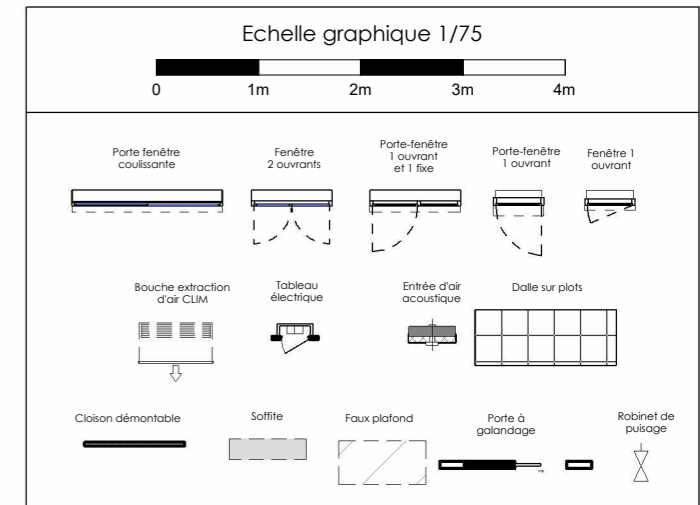 Echelle graphique 1/75
0 1m 2m 3m 4m
Porte fenêtre
coulissante
Fenêtre
2 ouvrants
Porte-fenêtre
1 ouvrant
et 1 fixe
Porte-fenêtre
1 ouvrant
Fenêtre 1
ouvrant
Bouche extraction
d'air CLIM
Tableau
électrique
Entrée d'air
acoustique
Dalle sur plots
Cloison démontable
Soffite
Faux plafond
Porte à
galandage
Robinet de
puisage